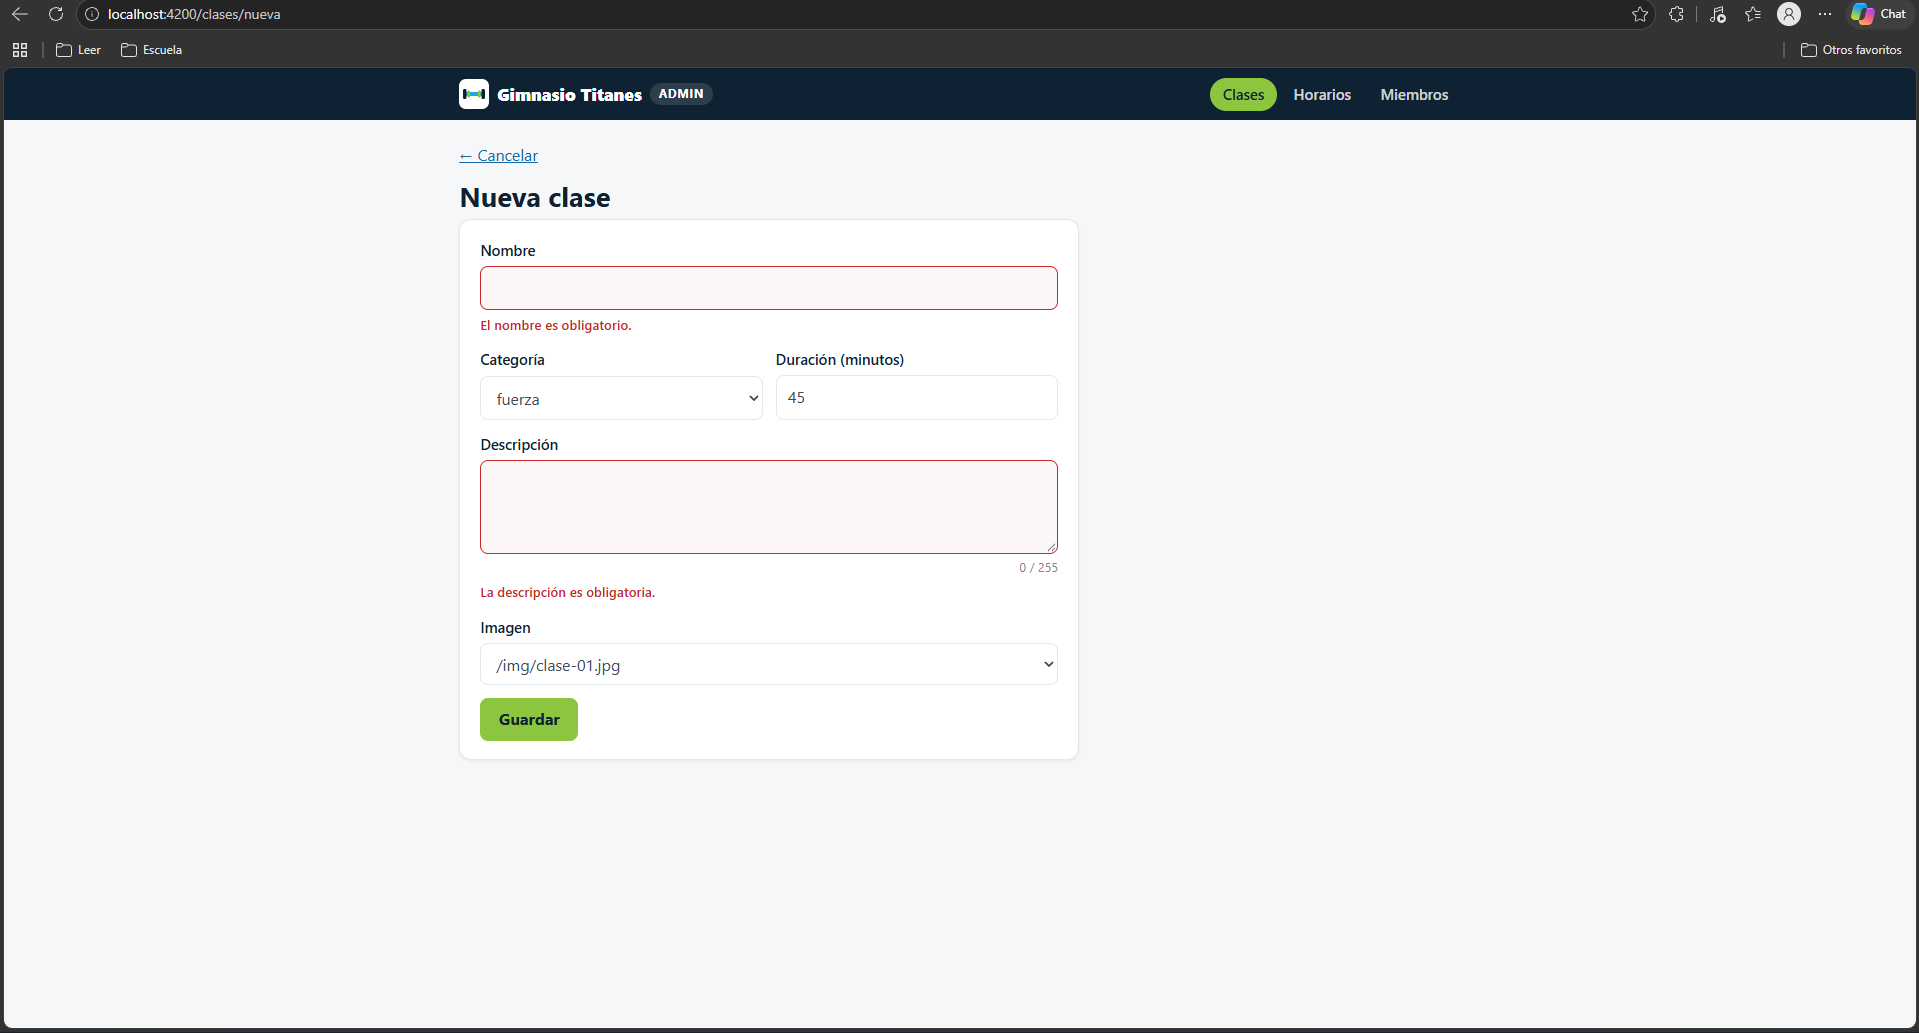 localhost:4200/clases/nueva
Chat
Leer
Escuela
Otros favoritos
Gimnasio Titanes ADMIN
Clases Horarios Miembros
← Cancelar
Nueva clase
Nombre
El nombre es obligatorio.
Categoría Duración (minutos)
fuerza 45
Descripción
0 / 255
La descripción es obligatoria.
Imagen
/img/clase-01.jpg
Guardar